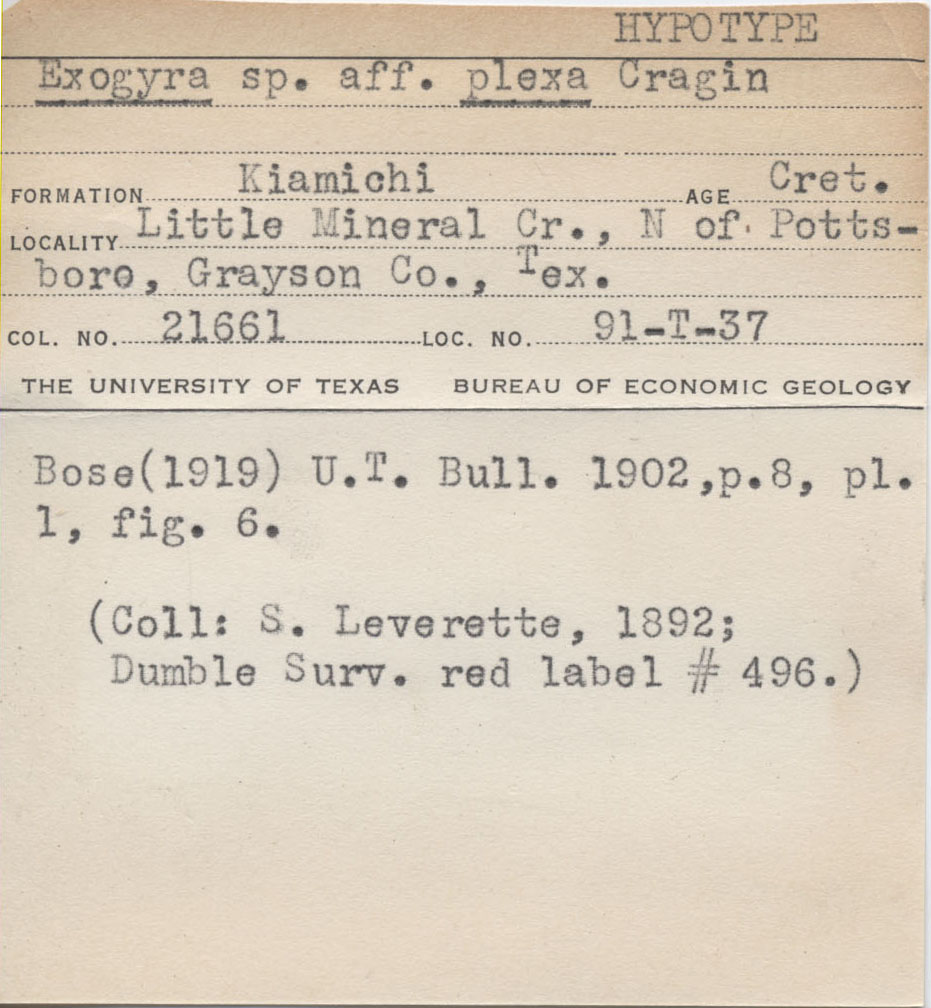 HYPOTYPE
Exogyra sp. aff. plexa Cragin
FORMATION Kiamichi AGE Cret.
LOCALITY Little Mineral Cr., N of Potts-
boro, Grayson Co., Tex.
COL. NO. 21661 LOC. NO. 91-T-37
THE UNIVERSITY OF TEXAS BUREAU OF ECONOMIC GEOLOGY
Bose(1919) U.T. Bull. 1902,p.8, pl.
1, fig. 6.
(Coll: S. Leverette, 1892;
Dumble Surv. red label # 496.)